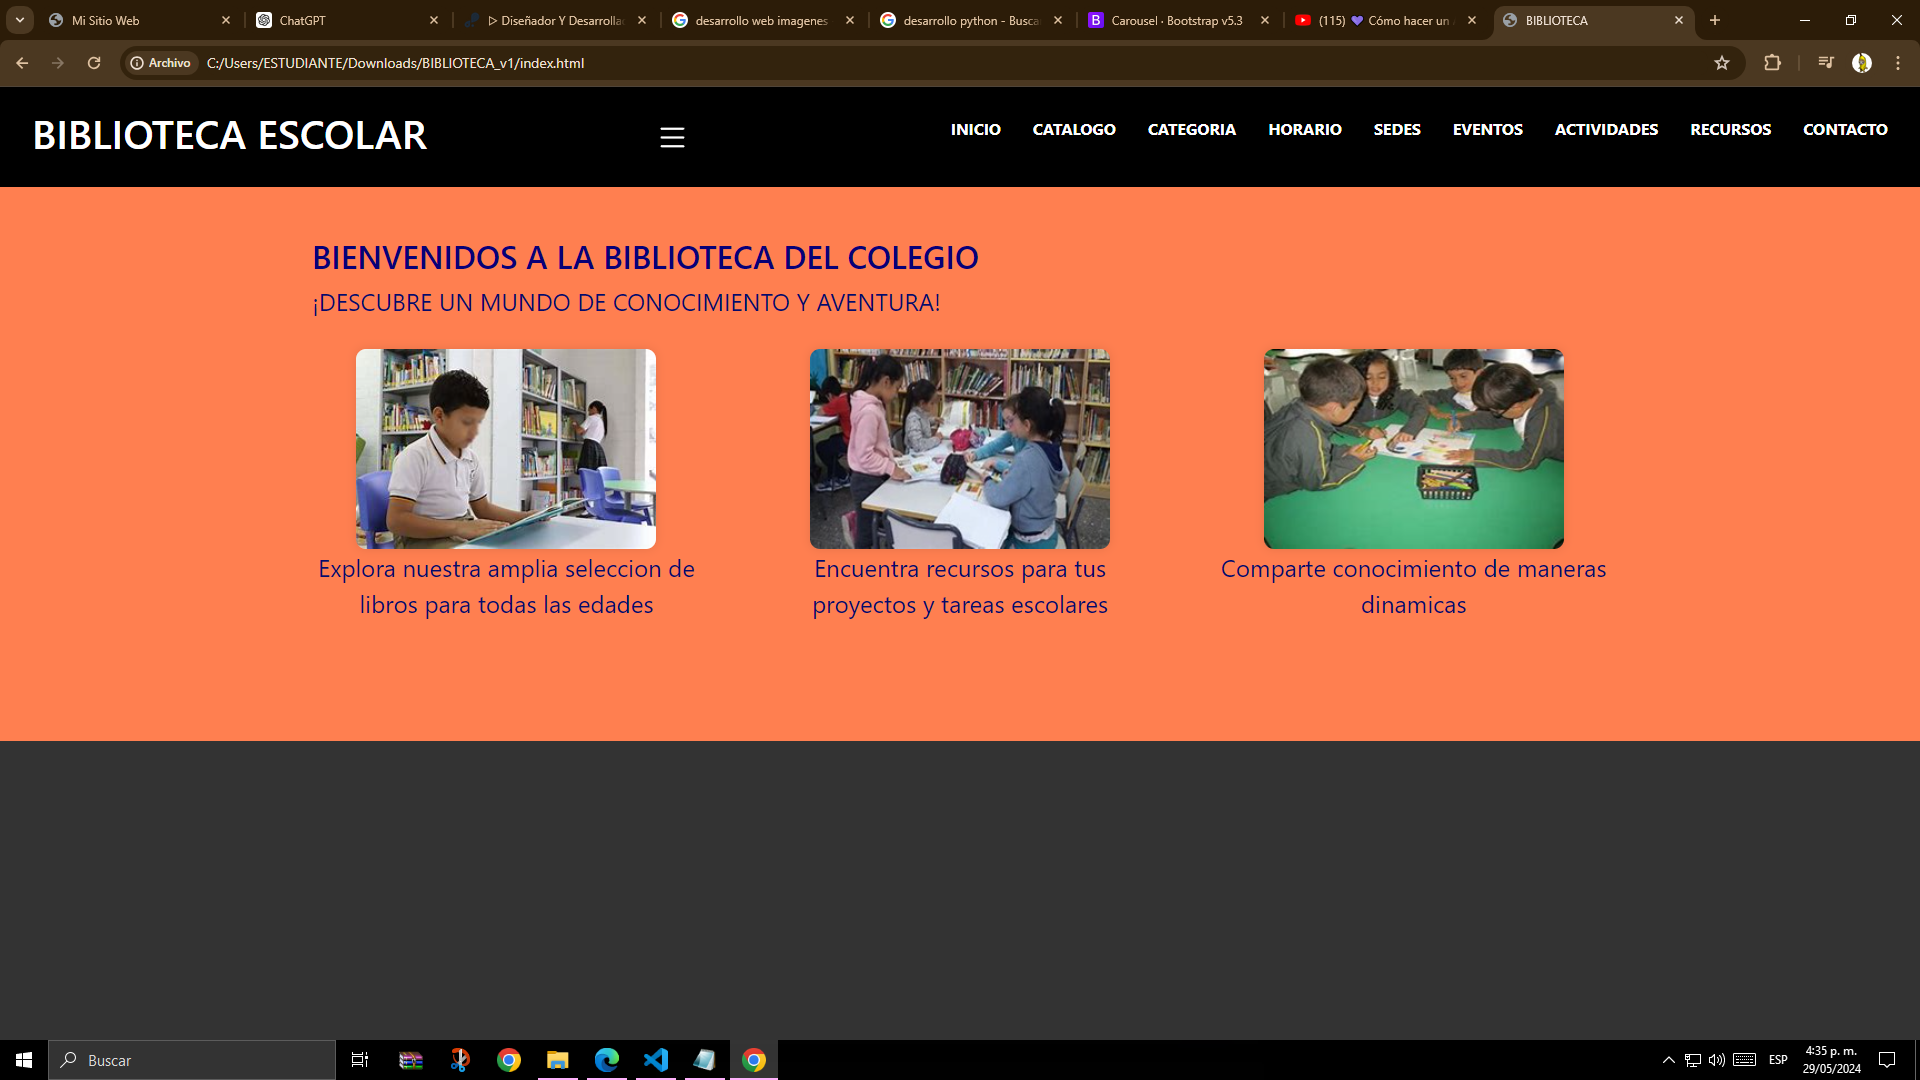 Mi Sitio Web
ChatGPT
Diseñador Y Desarrollad
desarrollo web imagenes
desarrollo python - Busca
Carousel · Bootstrap v5.3
(115) 💜 Cómo hacer un
BIBLIOTECA
Archivo
C:/Users/ESTUDIANTE/Downloads/BIBLIOTECA_v1/index.html
BIBLIOTECA ESCOLAR
INICIO
CATALOGO
CATEGORIA
HORARIO
SEDES
EVENTOS
ACTIVIDADES
RECURSOS
CONTACTO
BIENVENIDOS A LA BIBLIOTECA DEL COLEGIO
¡DESCUBRE UN MUNDO DE CONOCIMIENTO Y AVENTURA!
Explora nuestra amplia seleccion de
libros para todas las edades
Encuentra recursos para tus
proyectos y tareas escolares
Comparte conocimiento de maneras
dinamicas
Buscar
ESP
4:35 p. m.
29/05/2024